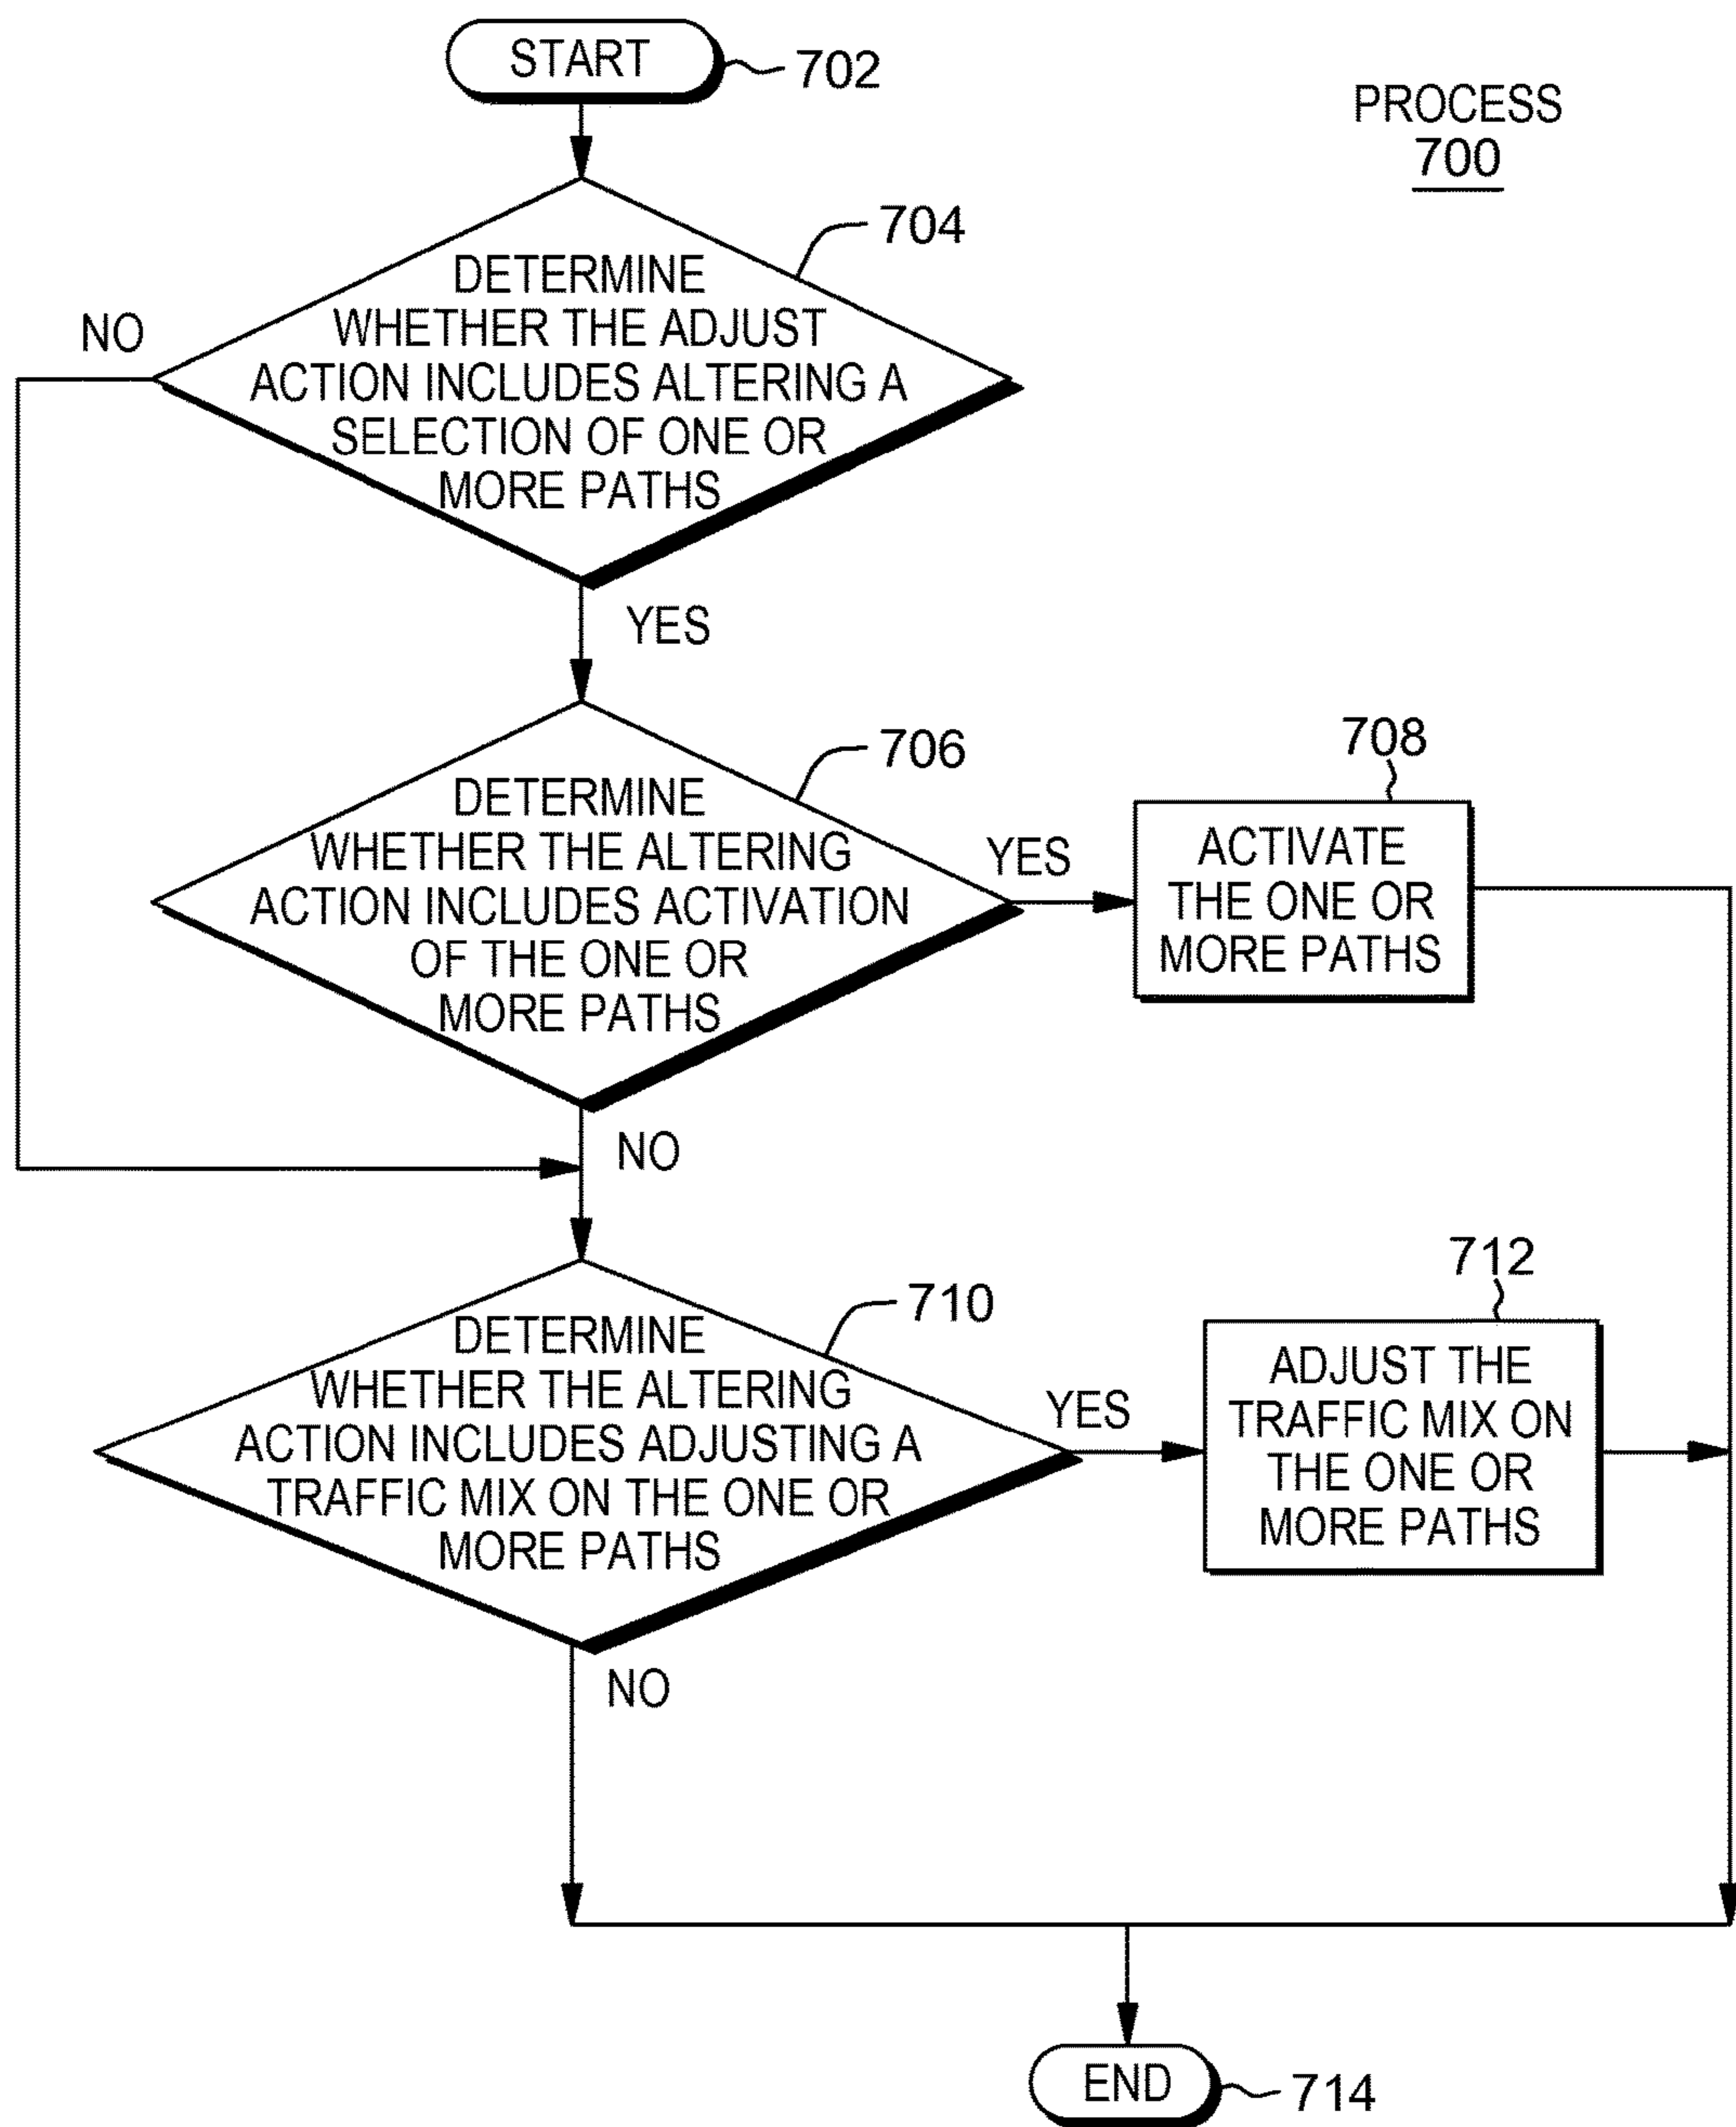 START
702
PROCESS
700
704
DETERMINE
WHETHER THE ADJUST
ACTION INCLUDES ALTERING A
SELECTION OF ONE OR
MORE PATHS
NO
YES
706
DETERMINE
WHETHER THE ALTERING
ACTION INCLUDES ACTIVATION
OF THE ONE OR
MORE PATHS
YES
708
ACTIVATE
THE ONE OR
MORE PATHS
NO
710
DETERMINE
WHETHER THE ALTERING
ACTION INCLUDES ADJUSTING A
TRAFFIC MIX ON THE ONE OR
MORE PATHS
YES
712
ADJUST THE
TRAFFIC MIX ON
THE ONE OR
MORE PATHS
NO
END
714